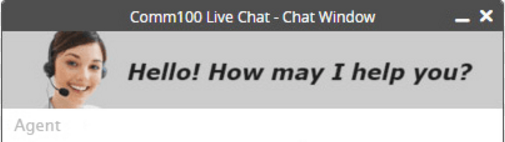 Comm100 Live Chat - Chat Window
Hello! How may I help you?
Agent